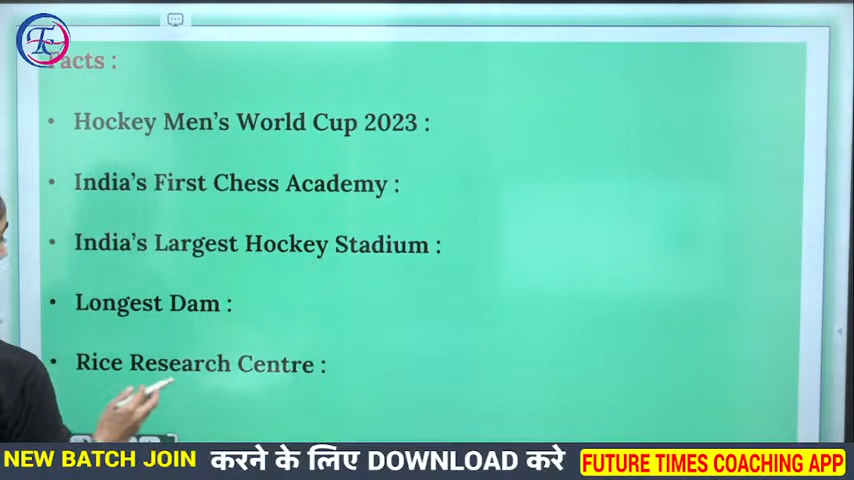 Facts :
• Hockey Men's World Cup 2023 :
• India's First Chess Academy :
• India's Largest Hockey Stadium :
• Longest Dam :
• Rice Research Centre :
NEW BATCH JOIN करने के लिए DOWNLOAD करे FUTURE TIMES COACHING APP